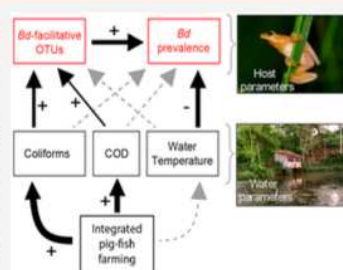 Bd-facilitative
OTUs
+
Bd
prevalence
Host
parameters
+
+
-
Coliforms
COD
Water
Temperature
Water
parameters
+
+
Integrated
pig-fish
farming